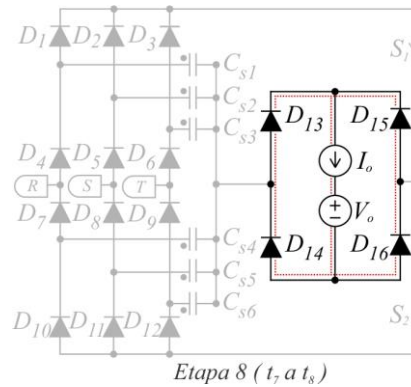 D1 D2 D3 S1
Cs1
Cs2
Cs3
D13 D15
D4 D5 D6 Io
R S T
D7 D8 D9 Vo
D14 D16
Cs4
Cs5
Cs6
D10 D11 D12 S2
Etapa 8 ( t7 a t8 )